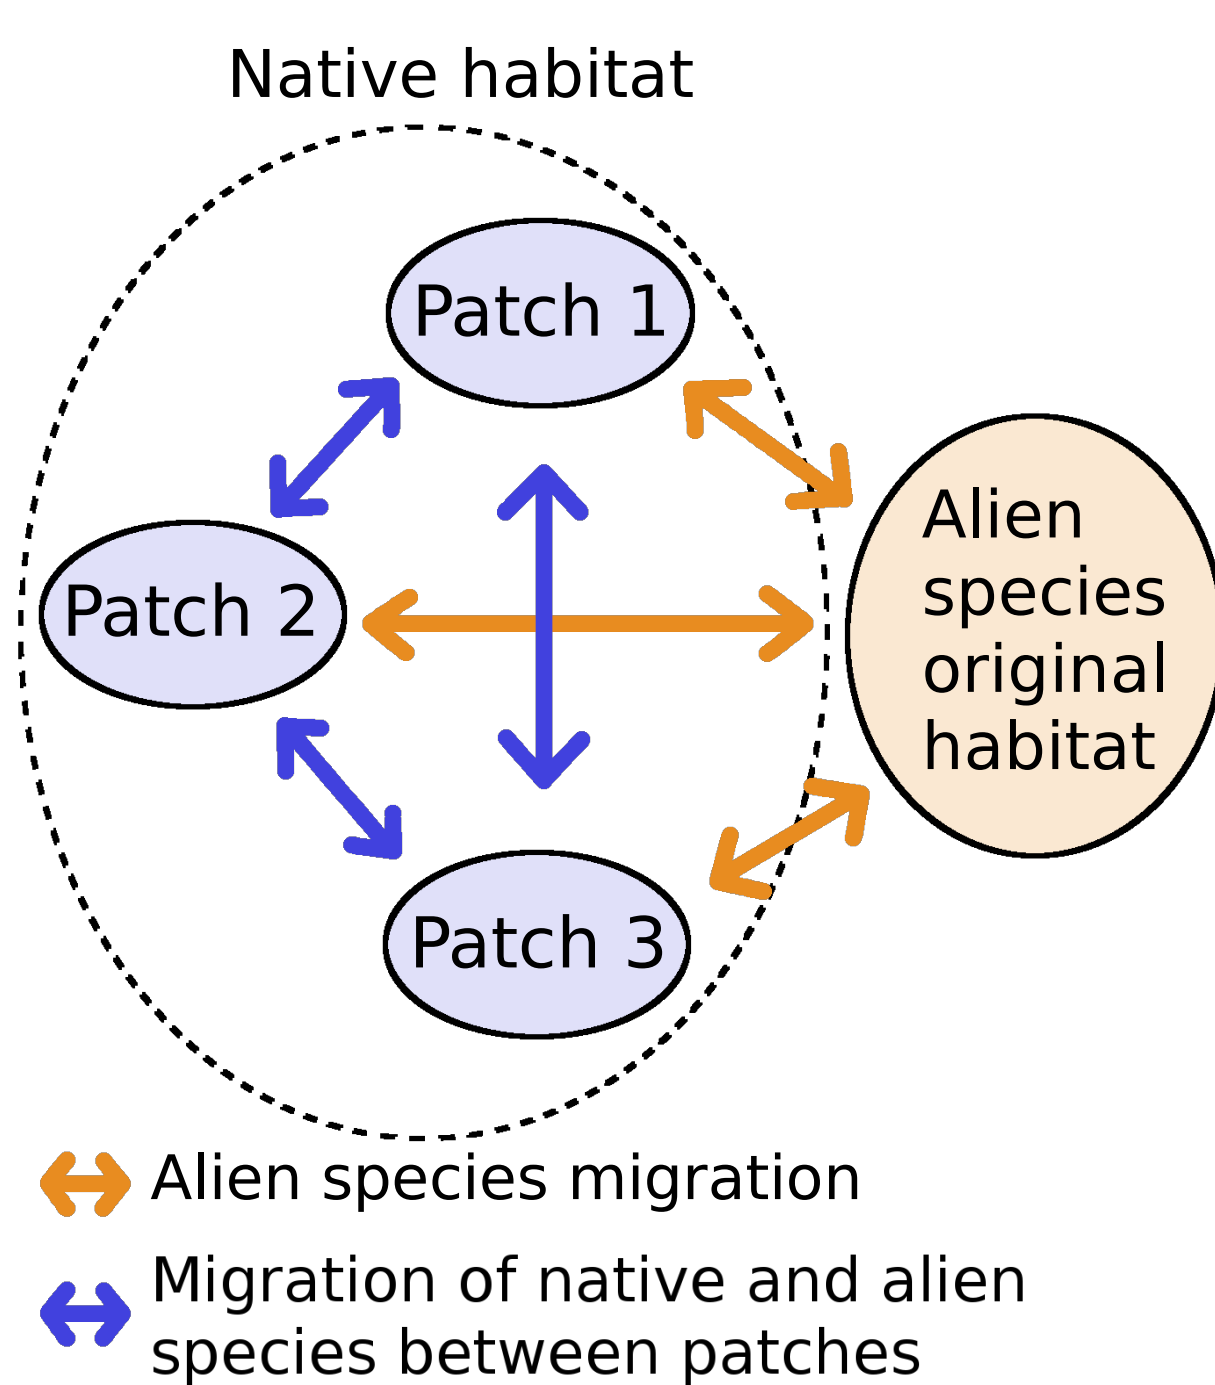 Native habitat
Patch 1
Alien
species
original
habitat
Patch 2
Patch 3
Alien species migration
Migration of native and alien
species between patches